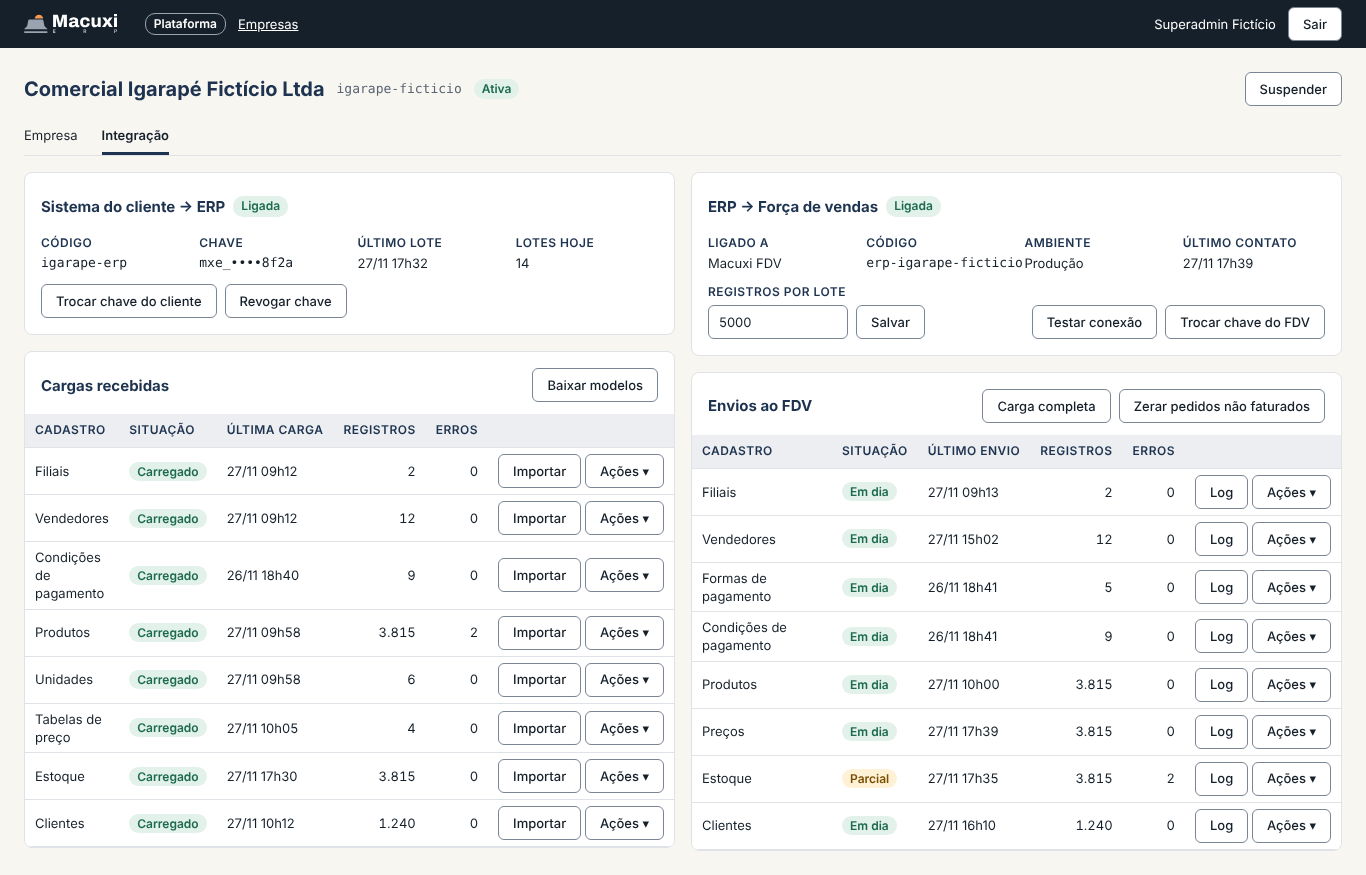 Macuxi
E R P
Plataforma
Empresas
Superadmin Fictício
Sair
Comercial Igarapé Fictício Ltda
igarape-ficticio
Ativa
Suspender
Empresa
Integração
Sistema do cliente → ERP
Ligada
CÓDIGO CHAVE ÚLTIMO LOTE LOTES HOJE
igarape-erp mxe_••••8f2a 27/11 17h32 14
Trocar chave do cliente Revogar chave
Cargas recebidas
Baixar modelos
CADASTRO SITUAÇÃO ÚLTIMA CARGA REGISTROS ERROS
Filiais Carregado 27/11 09h12 2 0 Importar Ações ▾
Vendedores Carregado 27/11 09h12 12 0 Importar Ações ▾
Condições
de
pagamento Carregado 26/11 18h40 9 0 Importar Ações ▾
Produtos Carregado 27/11 09h58 3.815 2 Importar Ações ▾
Unidades Carregado 27/11 09h58 6 0 Importar Ações ▾
Tabelas de
preço Carregado 27/11 10h05 4 0 Importar Ações ▾
Estoque Carregado 27/11 17h30 3.815 0 Importar Ações ▾
Clientes Carregado 27/11 10h12 1.240 0 Importar Ações ▾
ERP → Força de vendas
Ligada
LIGADO A CÓDIGO AMBIENTE ÚLTIMO CONTATO
Macuxi FDV erp-igarape-ficticio Produção 27/11 17h39
REGISTROS POR LOTE
5000 Salvar Testar conexão Trocar chave do FDV
Envios ao FDV
Carga completa Zerar pedidos não faturados
CADASTRO SITUAÇÃO ÚLTIMO ENVIO REGISTROS ERROS
Filiais Em dia 27/11 09h13 2 0 Log Ações ▾
Vendedores Em dia 27/11 15h02 12 0 Log Ações ▾
Formas de
pagamento Em dia 26/11 18h41 5 0 Log Ações ▾
Condições de
pagamento Em dia 26/11 18h41 9 0 Log Ações ▾
Produtos Em dia 27/11 10h00 3.815 0 Log Ações ▾
Preços Em dia 27/11 17h39 3.815 0 Log Ações ▾
Estoque Parcial 27/11 17h35 3.815 2 Log Ações ▾
Clientes Em dia 27/11 16h10 1.240 0 Log Ações ▾